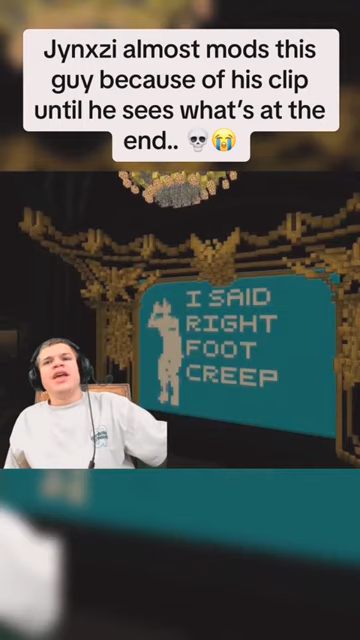 Jynxzi almost mods this
guy because of his clip
until he sees what's at the
end.. 💀😭
I SAID
RIGHT
FOOT
CREEP